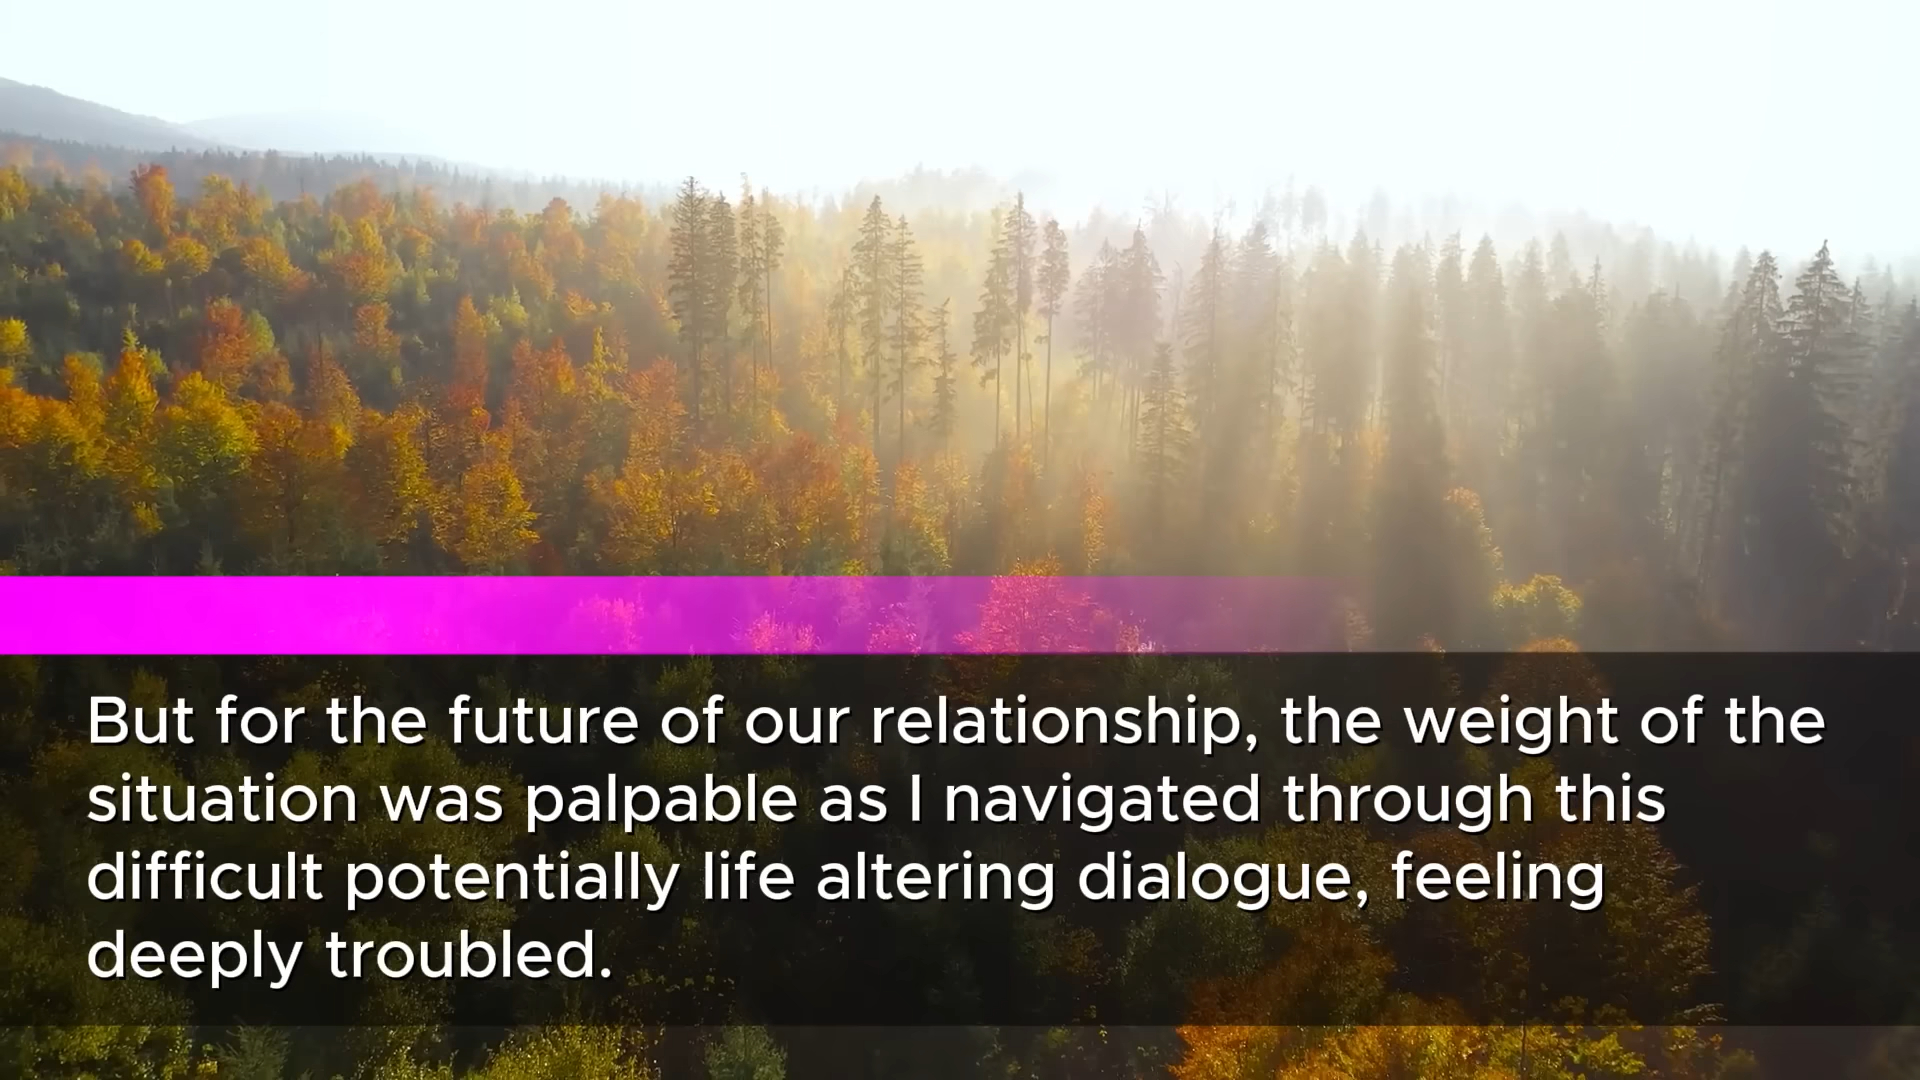 But for the future of our relationship, the weight of the
situation was palpable as I navigated through this
difficult potentially life altering dialogue, feeling
deeply troubled.